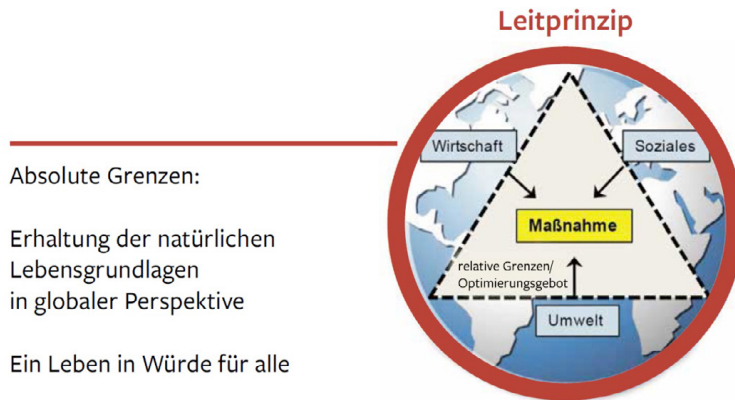 Leitprinzip
Absolute Grenzen:
Erhaltung der natürlichen
Lebensgrundlagen
in globaler Perspektive
Ein Leben in Würde für alle
Wirtschaft
Soziales
Maßnahme
relative Grenzen/
Optimierungsgebot
Umwelt